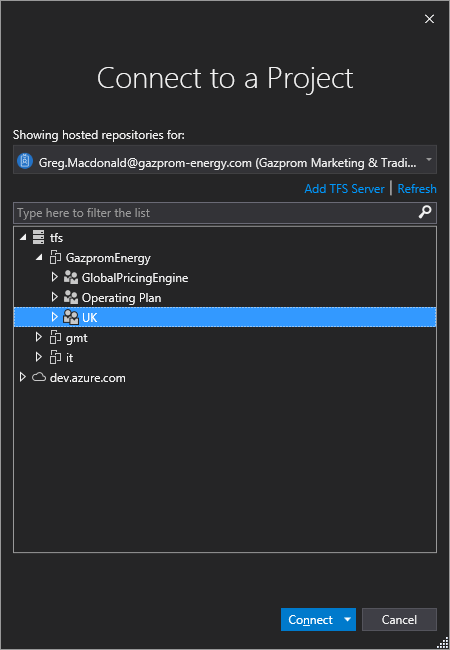 Connect to a Project
Showing hosted repositories for:
Greg.Macdonald@gazprom-energy.com (Gazprom Marketing & Tradi...
Add TFS Server | Refresh
Type here to filter the list
tfs
GazpromEnergy
GlobalPricingEngine
Operating Plan
UK
gmt
it
dev.azure.com
Connect Cancel